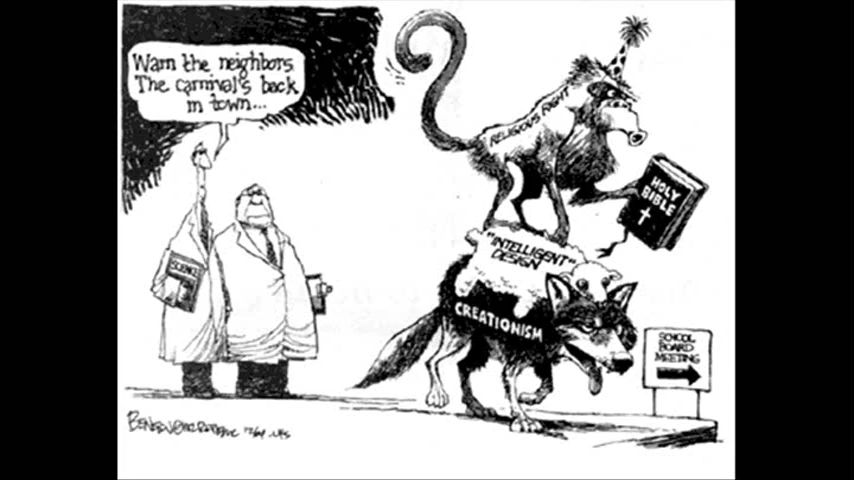 Warn the neighbors
The carnival's back
in town...
SCIENCE
RELIGIOUS RIGHT
HOLY
BIBLE
"INTELLIGENT"
DESIGN
CREATIONISM
SCHOOL
BOARD
MEETING